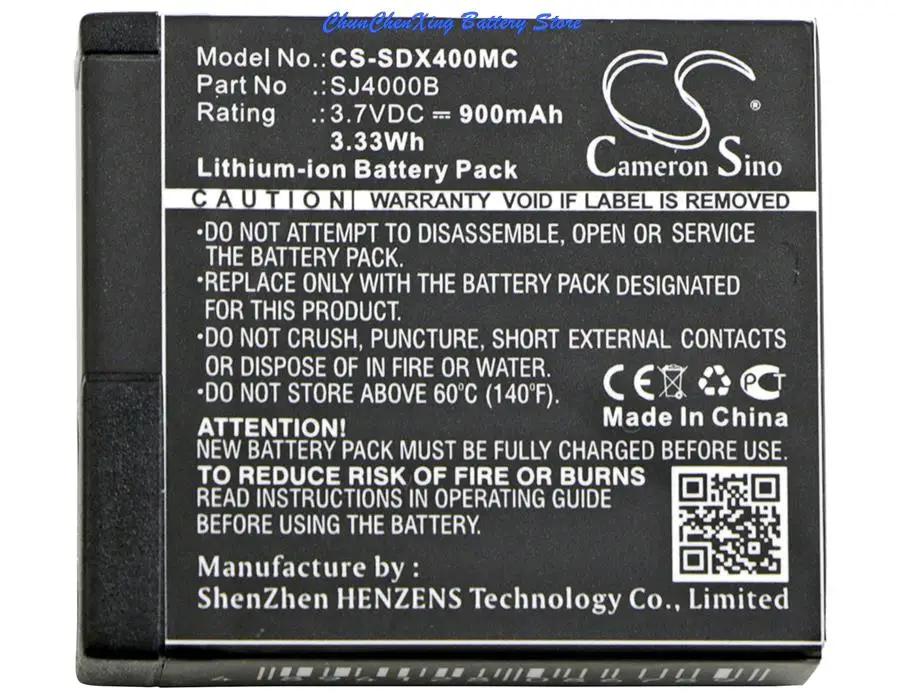 ChunChenXing Battery Store
Model No.:CS-SDX400MC
Part No .:SJ4000B
Rating .:3.7VDC ⎓ 900mAh
3.33Wh
Lithium-ion Battery Pack
CS
®
Cameron Sino
CAUTION| WARRANTY VOID IF LABEL IS REMOVED
•DO NOT ATTEMPT TO DISASSEMBLE, OPEN OR SERVICE
THE BATTERY PACK.
•REPLACE ONLY WITH THE BATTERY PACK DESIGNATED
FOR THIS PRODUCT.
•DO NOT CRUSH, PUNCTURE, SHORT EXTERNAL CONTACTS
OR DISPOSE OF IN FIRE OR WATER.
•DO NOT STORE ABOVE 60°C (140°F).
CE PCT
Made In China
ATTENTION!
NEW BATTERY PACK MUST BE FULLY CHARGED BEFORE USE.
TO REDUCE RISK OF FIRE OR BURNS
READ INSTRUCTIONS IN OPERATING GUIDE
BEFORE USING THE BATTERY.
Manufacture by :
ShenZhen HENZENS Technology Co., Limited